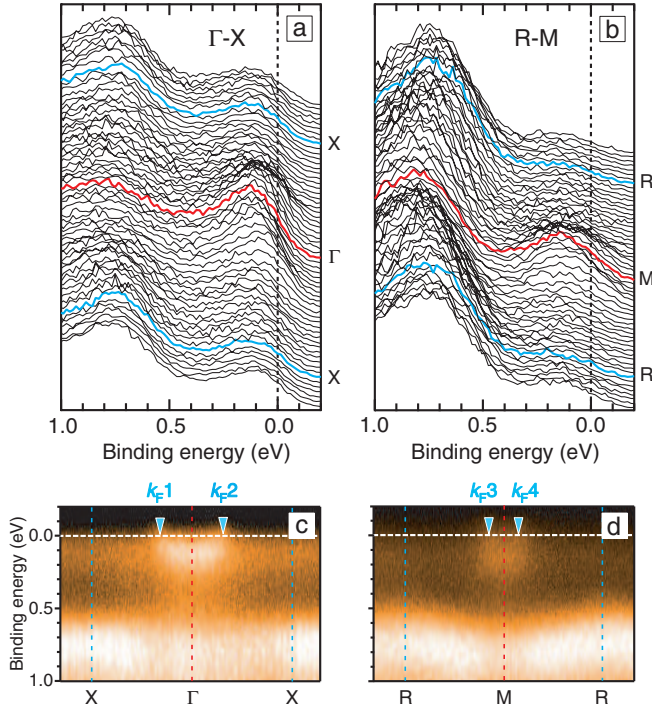 Γ-X
a
R-M
b
X
Γ
X
R
M
R
1.0 0.5 0.0
Binding energy (eV)
1.0 0.5 0.0
Binding energy (eV)
kF1 kF2
kF3 kF4
c
d
Binding energy (eV)
0.0
0.5
1.0
X Γ X
R M R